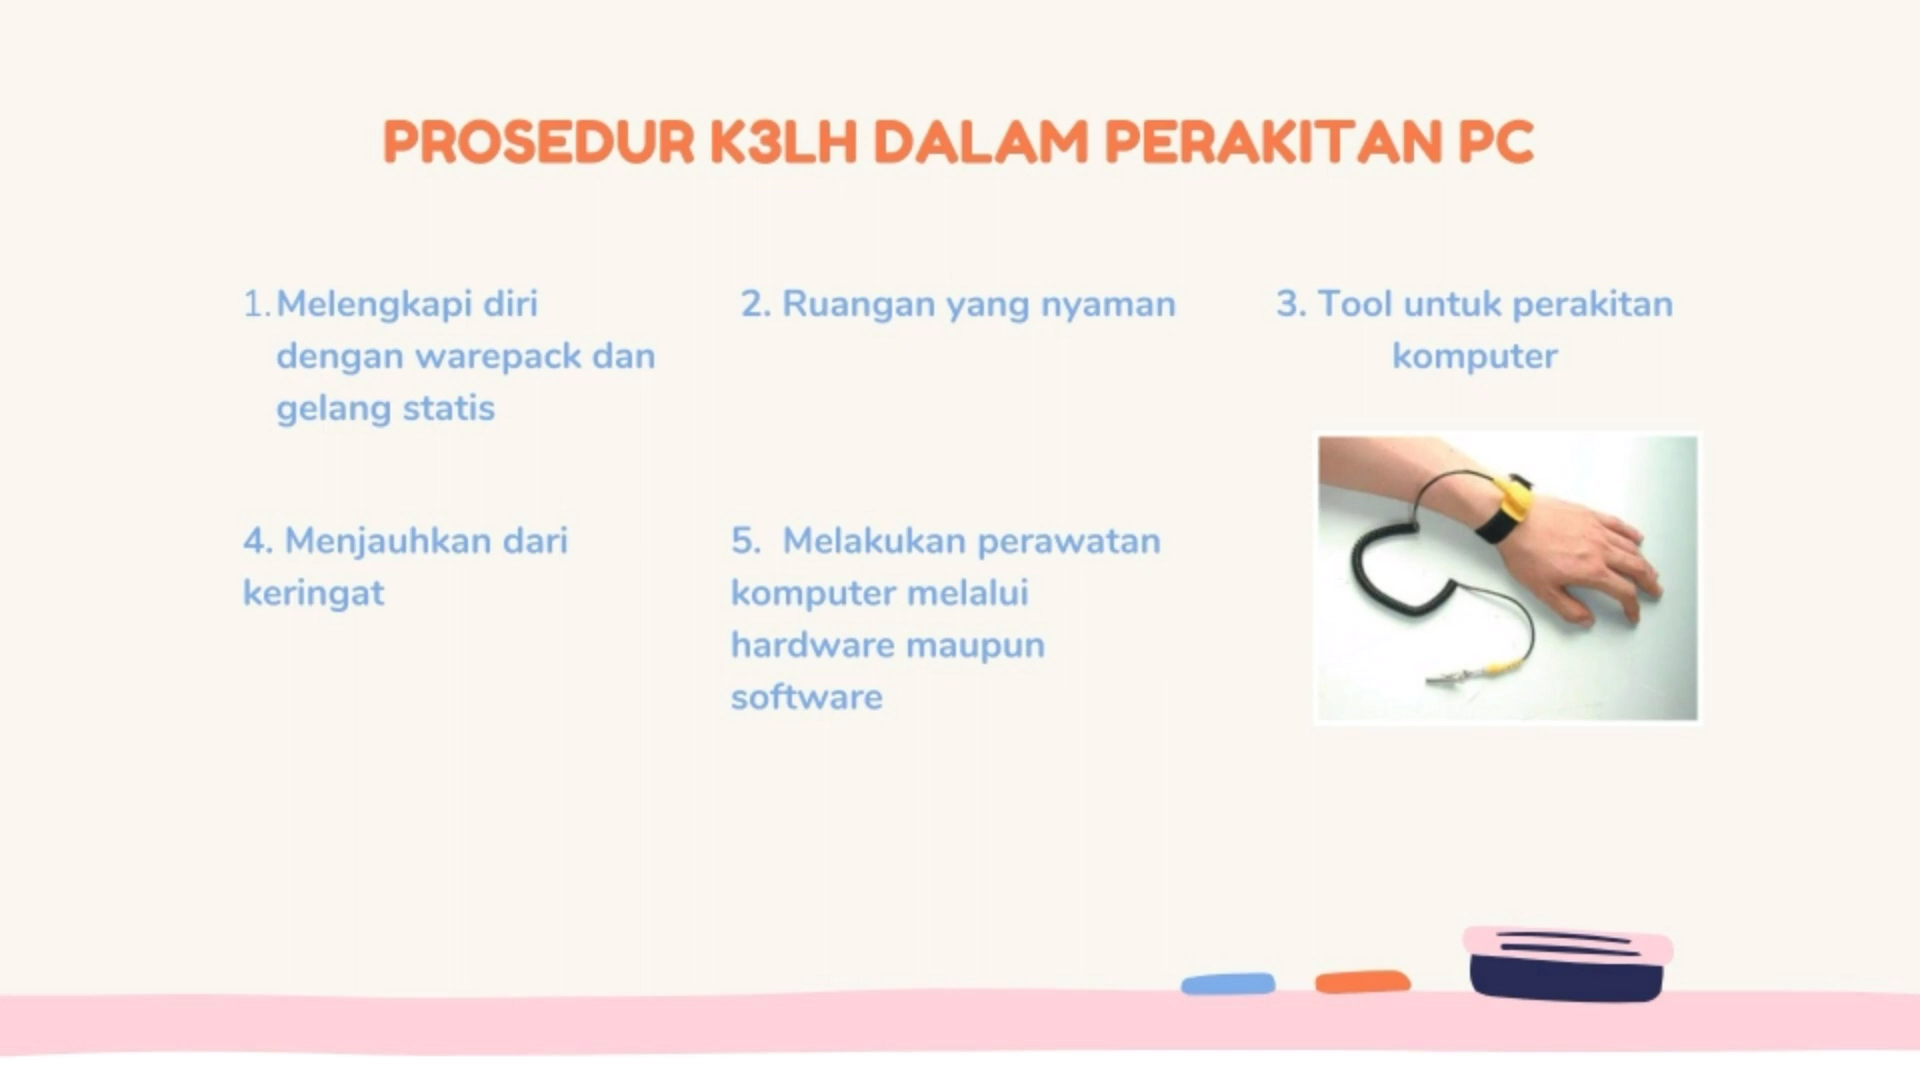 PROSEDUR K3LH DALAM PERAKITAN PC
1. Melengkapi diri
dengan warepack dan
gelang statis
2. Ruangan yang nyaman
3. Tool untuk perakitan
komputer
4. Menjauhkan dari
keringat
5. Melakukan perawatan
komputer melalui
hardware maupun
software